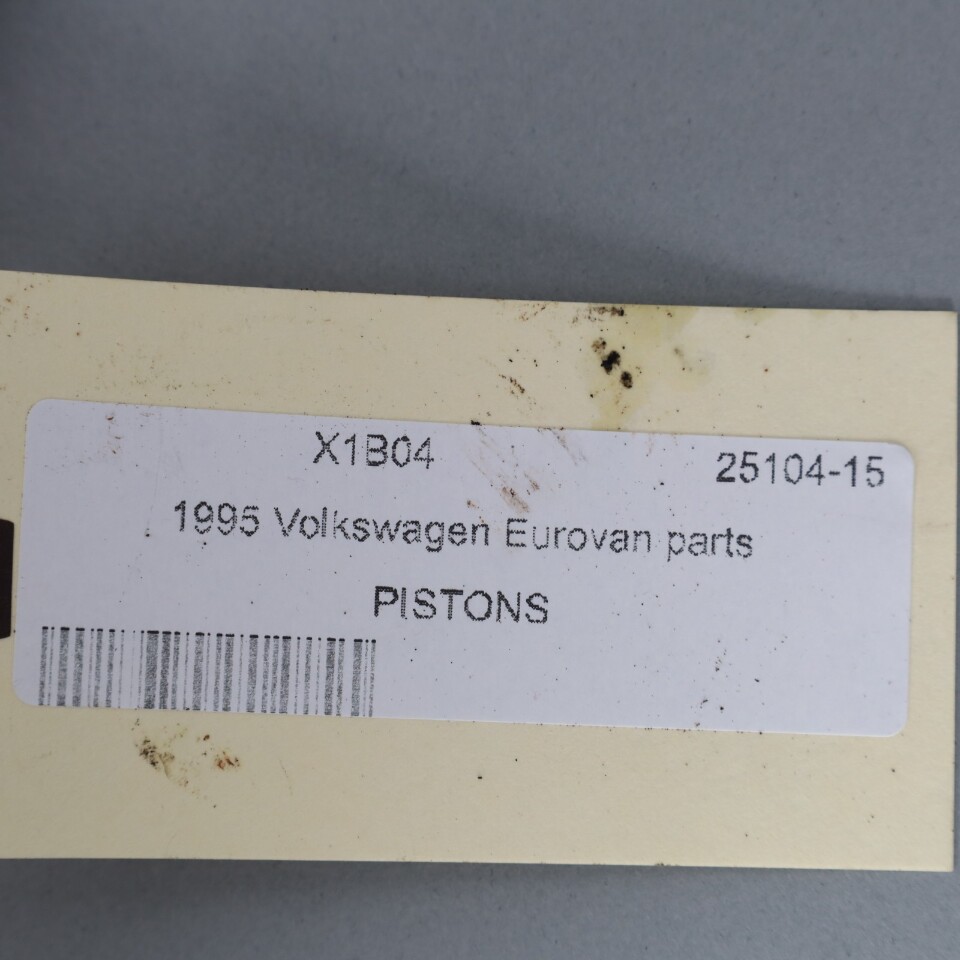 X1B04 25104-15
1995 Volkswagen Eurovan parts
PISTONS